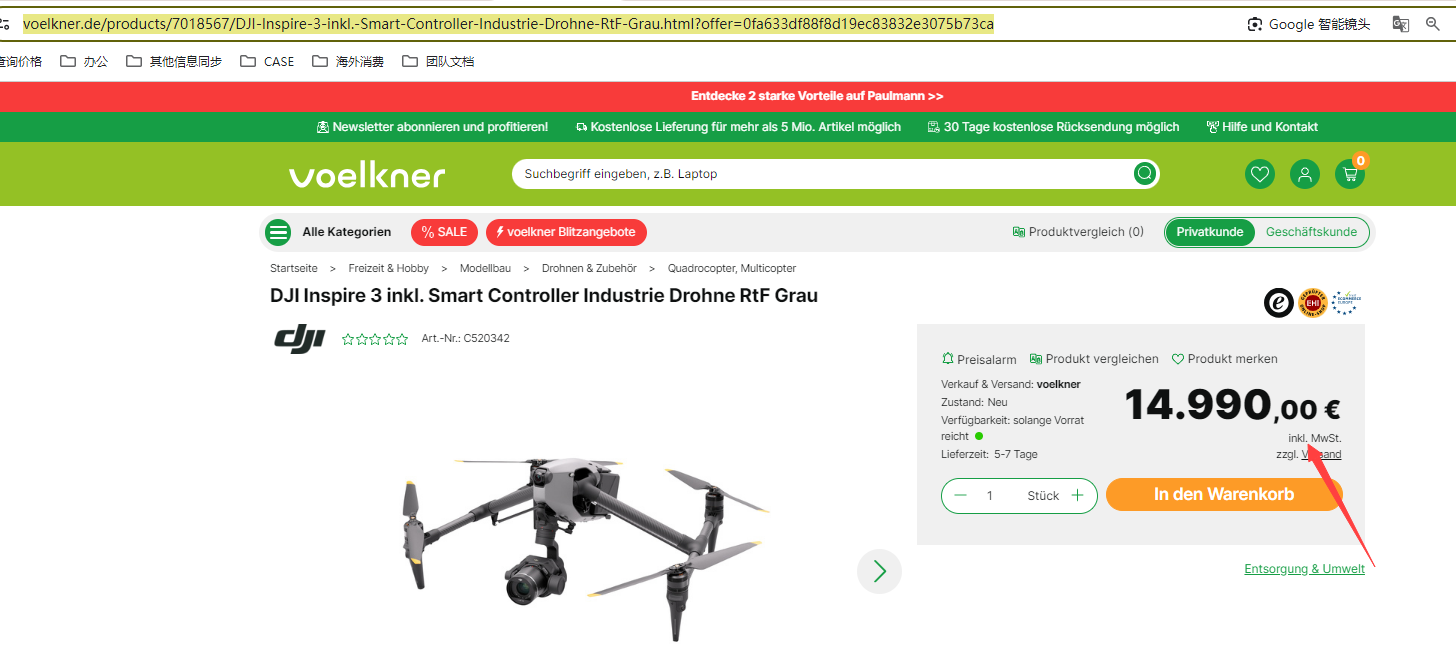 voelkner.de/products/7018567/DJI-Inspire-3-inkl.-Smart-Controller-Industrie-Drohne-RtF-Grau.html?offer=0fa633df88f8d19ec83832e3075b73ca
Google 智能镜头
查询价格 办公 其他信息同步 CASE 海外消费 团队文档
Entdecke 2 starke Vorteile auf Paulmann >>
Newsletter abonnieren und profitieren! Kostenlose Lieferung für mehr als 5 Mio. Artikel möglich 30 Tage kostenlose Rücksendung möglich Hilfe und Kontakt
voelkner Suchbegriff eingeben, z.B. Laptop 0
Alle Kategorien % SALE voelkner Blitzangebote Produktvergleich (0) Privatkunde Geschäftskunde
Startseite > Freizeit & Hobby > Modellbau > Drohnen & Zubehör > Quadrocopter, Multicopter
DJI Inspire 3 inkl. Smart Controller Industrie Drohne RtF Grau
dji Art.-Nr.: C520342
e EHI
Preisalarm Produkt vergleichen Produkt merken
Verkauf & Versand: voelkner
Zustand: Neu
Verfügbarkeit: solange Vorrat
reicht
Lieferzeit: 5-7 Tage
14.990,00 €
inkl. MwSt.
zzgl. Versand
1 Stück In den Warenkorb
Entsorgung & Umwelt